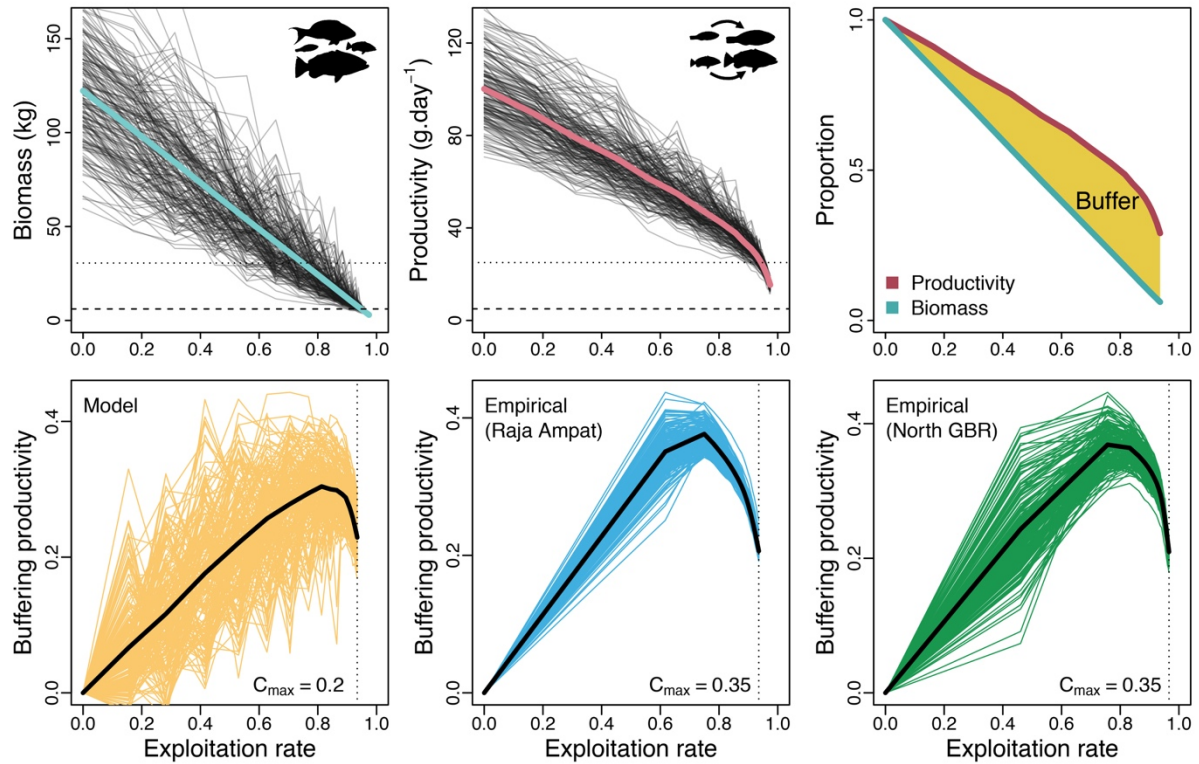 Biomass (kg)
150
100
50
0
0.0 0.2 0.4 0.6 0.8 1.0
Productivity (g.day⁻¹)
120
80
40
0
0.0 0.2 0.4 0.6 0.8 1.0
Proportion
1.0
0.5
0.0
Buffer
Productivity
Biomass
0.0 0.2 0.4 0.6 0.8 1.0
Buffering productivity
0.4
0.2
0.0
Model
Cmax = 0.2
0.0 0.2 0.4 0.6 0.8 1.0
Exploitation rate
Buffering productivity
0.4
0.2
0.0
Empirical
(Raja Ampat)
Cmax = 0.35
0.0 0.2 0.4 0.6 0.8 1.0
Exploitation rate
Buffering productivity
0.4
0.2
0.0
Empirical
(North GBR)
Cmax = 0.35
0.0 0.2 0.4 0.6 0.8 1.0
Exploitation rate